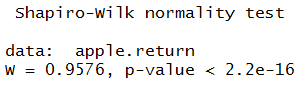 Shapiro-Wilk normality test
data:  apple.return
W = 0.9576, p-value < 2.2e-16